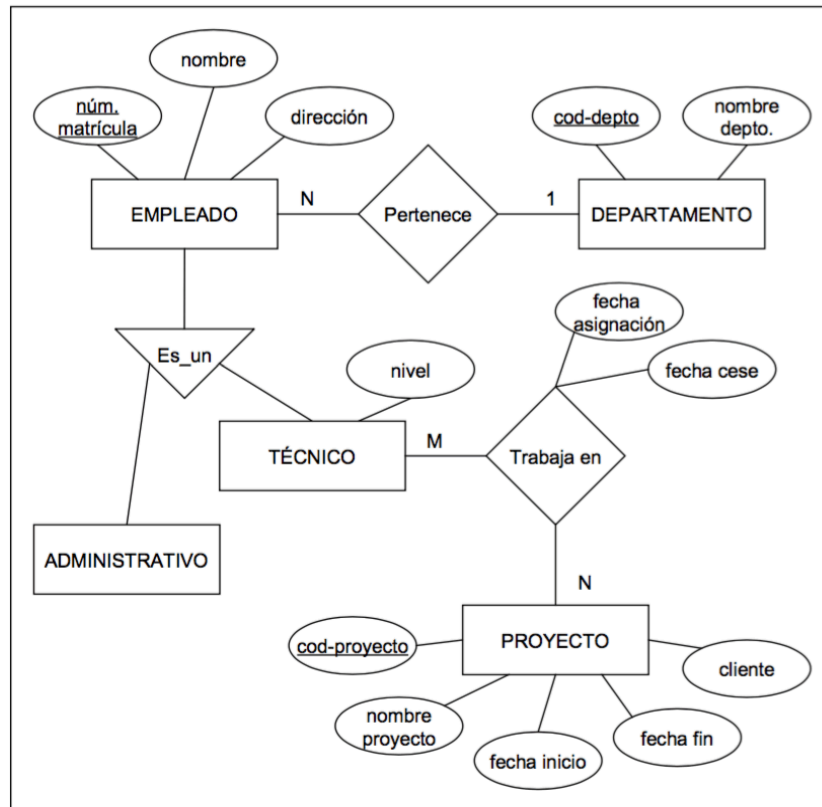 nombre
núm.
matrícula
dirección
cod-depto
nombre
depto.
EMPLEADO
N
Pertenece
1
DEPARTAMENTO
fecha
asignación
Es_un
nivel
fecha cese
TÉCNICO
M
Trabaja en
ADMINISTRATIVO
N
cod-proyecto
PROYECTO
cliente
nombre
proyecto
fecha inicio
fecha fin